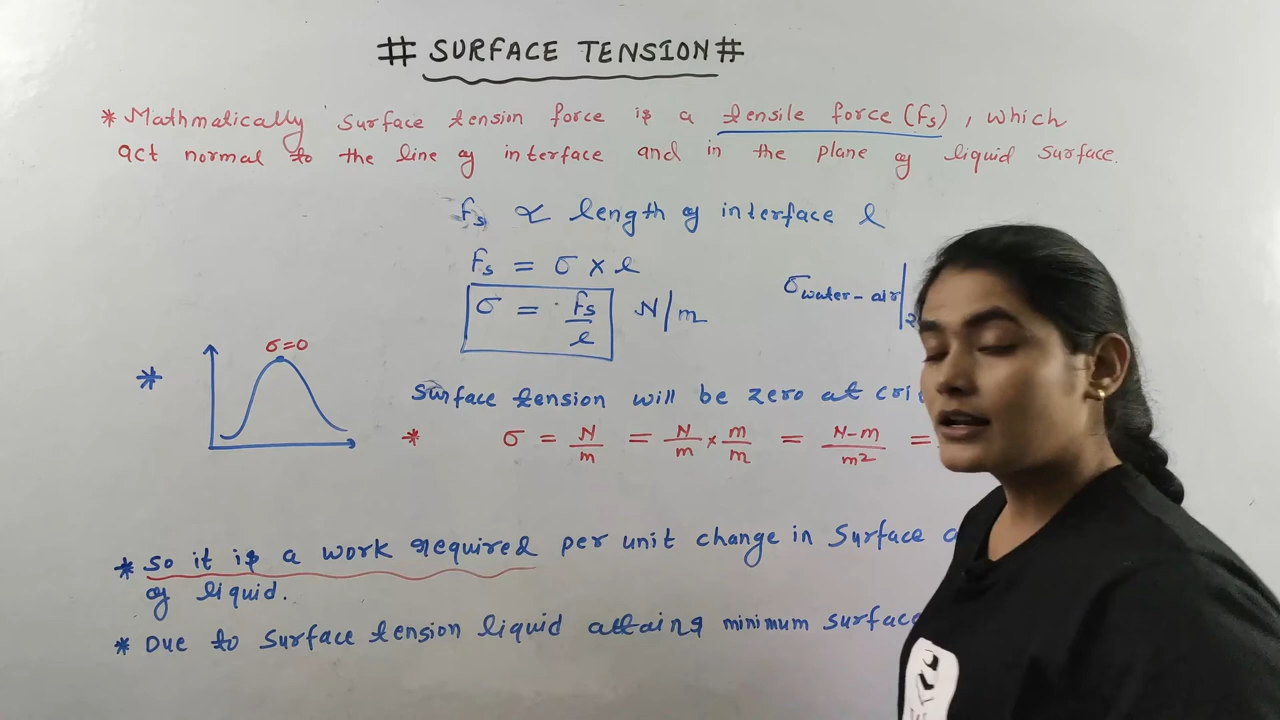 # SURFACE TENSION #
* Mathmatically surface tension force is a tensile force (fs), which
act normal to the line of interface and in the plane of liquid surface.
fs ∝ length of interface l
fs = σ × l
σ = fs/l N/m
σwater-air
σ=0
* Surface tension will be zero at
* σ = N/m = N/m × m/m = N-m/m² =
* So it is a work required per unit change in Surface
of liquid.
* Due to surface tension liquid attains minimum surface